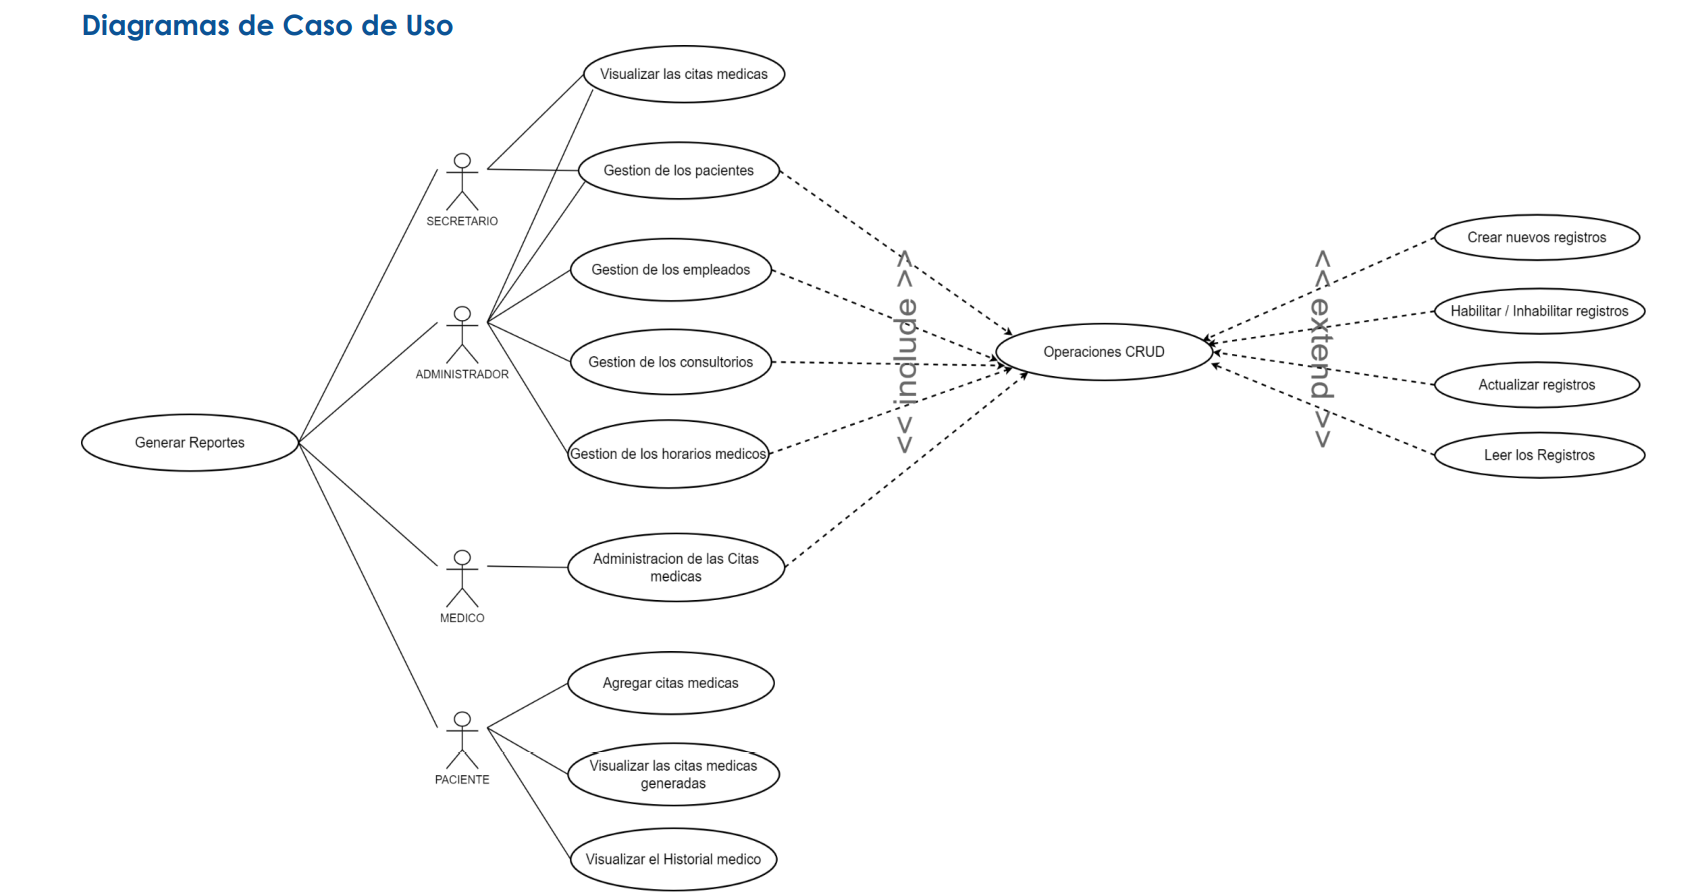 Diagramas de Caso de Uso
Visualizar las citas medicas
SECRETARIO
Gestion de los pacientes
Gestion de los empleados
ADMINISTRADOR
Gestion de los consultorios
Generar Reportes
Gestion de los horarios medicos
<< include >>
Operaciones CRUD
<< extend >>
Crear nuevos registros
Habilitar / Inhabilitar registros
Actualizar registros
Leer los Registros
MEDICO
Administracion de las Citas
medicas
PACIENTE
Agregar citas medicas
Visualizar las citas medicas
generadas
Visualizar el Historial medico